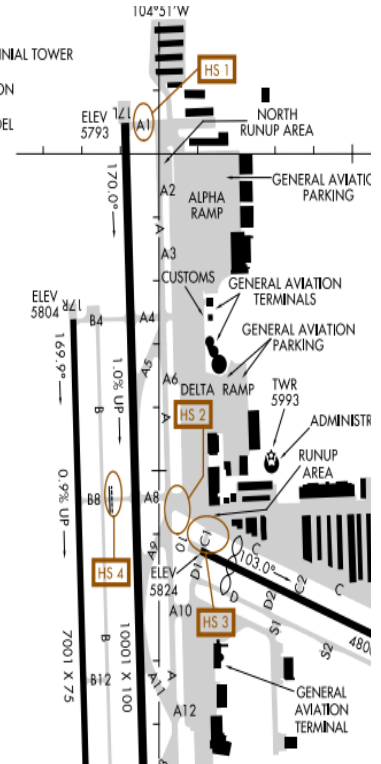 104°51'W
NNIAL TOWER
HS 1
ON
DEL
ELEV
5793
17L
A1
NORTH
RUNUP AREA
170.0°
A2
ALPHA
RAMP
GENERAL AVIATIO
PARKING
A
A3
CUSTOMS
GENERAL AVIATION
TERMINALS
ELEV
5804
17R
B4
A4
GENERAL AVIATION
PARKING
169.9°
1.0% UP
A5
A6
DELTA RAMP
TWR
5993
B
A
HS 2
ADMINISTR
RUNUP
AREA
0.9% UP
B8
A8
HS 4
A9
10
C1
C
103.0°
ELEV
5824
D1
D
D2
C2
C
A10
HS 3
S1
S2
480
7001 X 75
10001 X 100
B
B12
A
A11
A12
GENERAL
AVIATION
TERMINAL